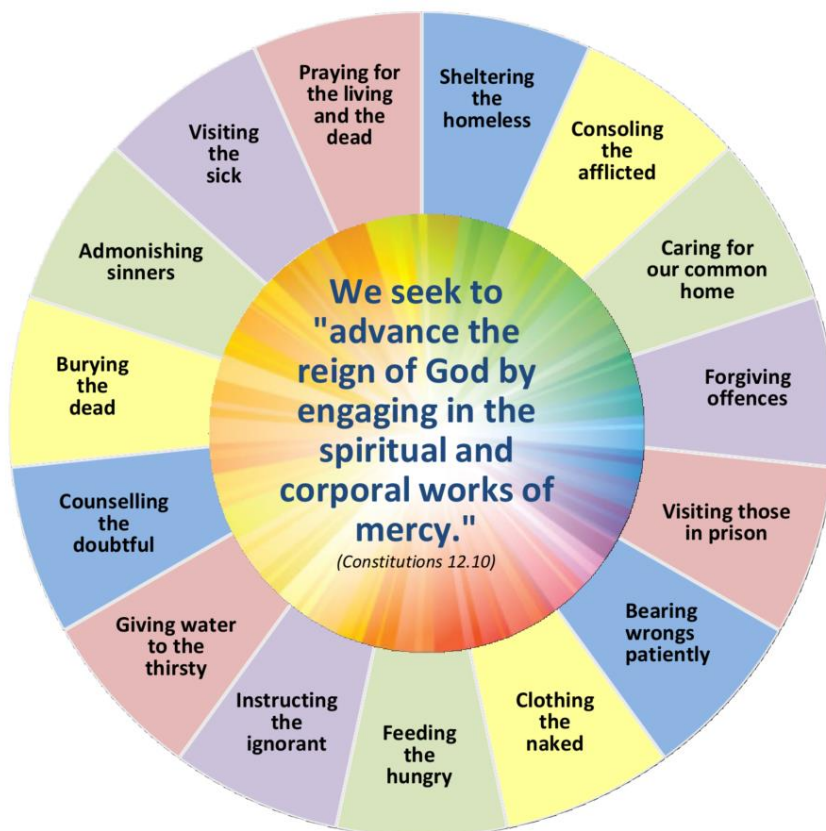 Praying for
the living
and the
dead
Sheltering
the
homeless
Consoling
the
afflicted
Caring for
our common
home
Forgiving
offences
Visiting those
in prison
Bearing
wrongs
patiently
Clothing
the
naked
Feeding
the
hungry
Instructing
the
ignorant
Giving water
to the
thirsty
Counselling
the
doubtful
Burying
the
dead
Admonishing
sinners
Visiting
the
sick
We seek to
"advance the
reign of God by
engaging in the
spiritual and
corporal works of
mercy."
(Constitutions 12.10)